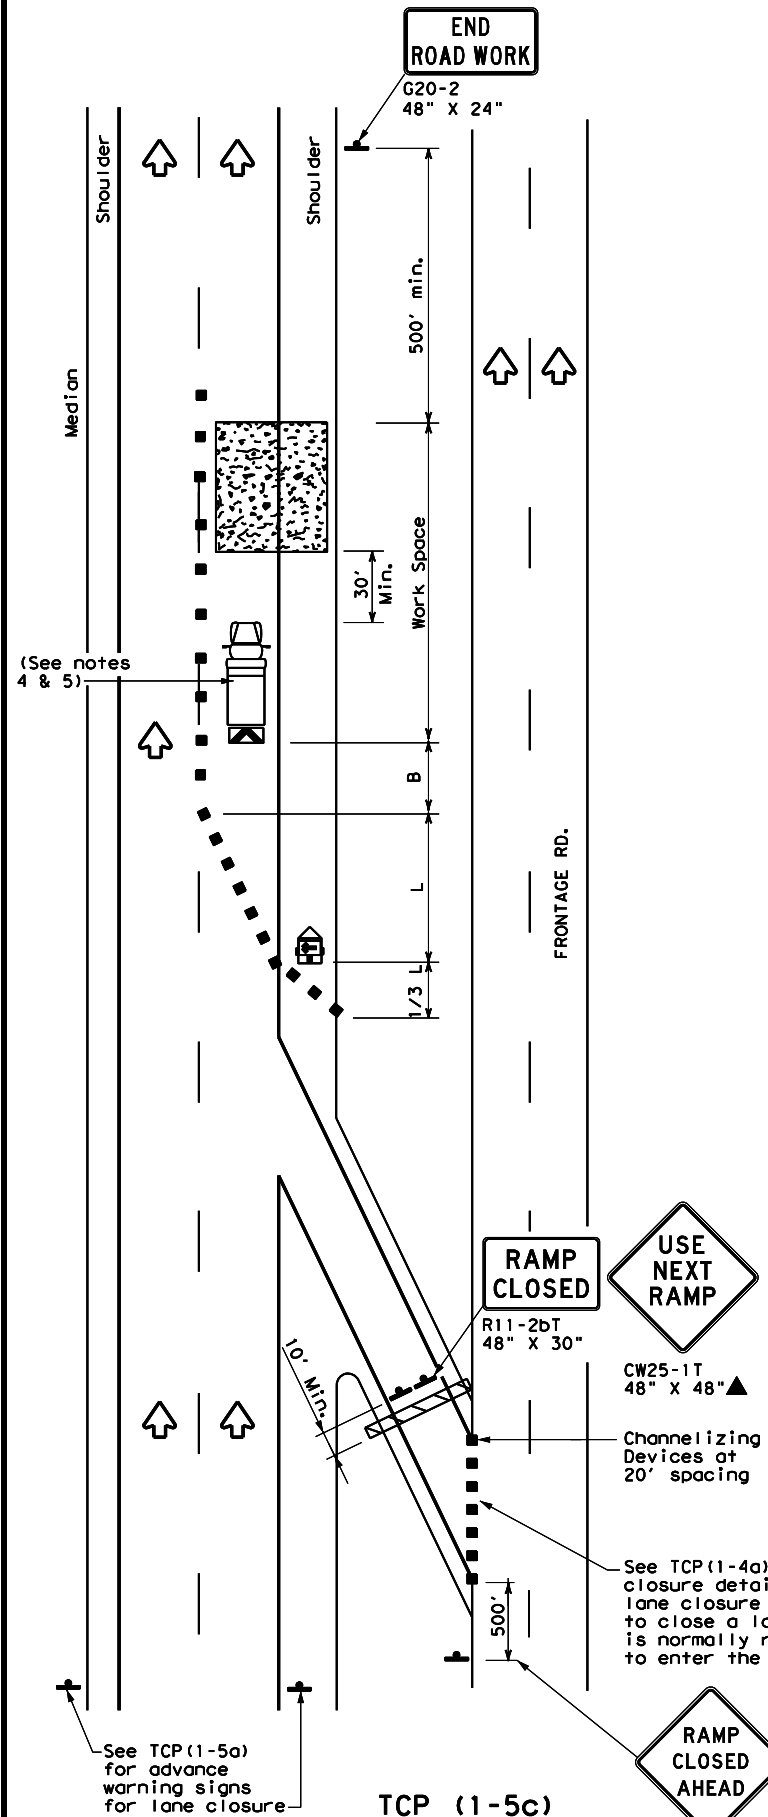 END
ROAD WORK
G20-2
48" X 24"
Shoulder
Shoulder
500' min.
Median
30'
Min.
Work Space
(See notes
4 & 5)
B
L
FRONTAGE RD.
1/3 L
RAMP
CLOSED
R11-2bT
48" X 30"
USE
NEXT
RAMP
CW25-1T
48" X 48"
10' Min.
Channelizing
Devices at
20' spacing
See TCP(1-4a)
closure
lane closure
to close a
is normally
to enter the
500'
RAMP
CLOSED
AHEAD
See TCP(1-5a)
for advance
warning signs
for lane closure
TCP (1-5c)